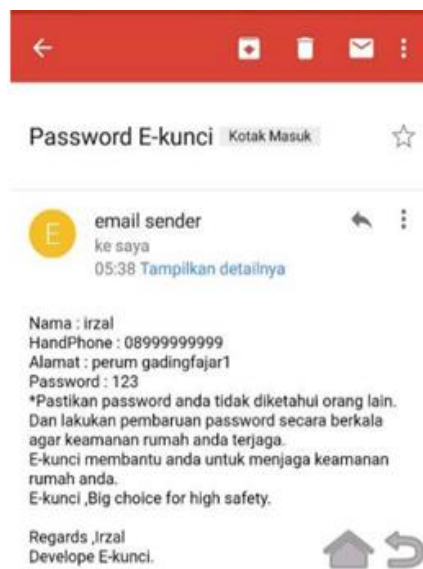 Password E-kunci Kotak Masuk
E
email sender
ke saya
05:38 Tampilkan detailnya
Nama : irzal
HandPhone : 08999999999
Alamat : perum gadingfajar1
Password : 123
*Pastikan password anda tidak diketahui orang lain.
Dan lakukan pembaruan password secara berkala
agar keamanan rumah anda terjaga.
E-kunci membantu anda untuk menjaga keamanan
rumah anda.
E-kunci ,Big choice for high safety.
Regards ,Irzal
Develope E-kunci.